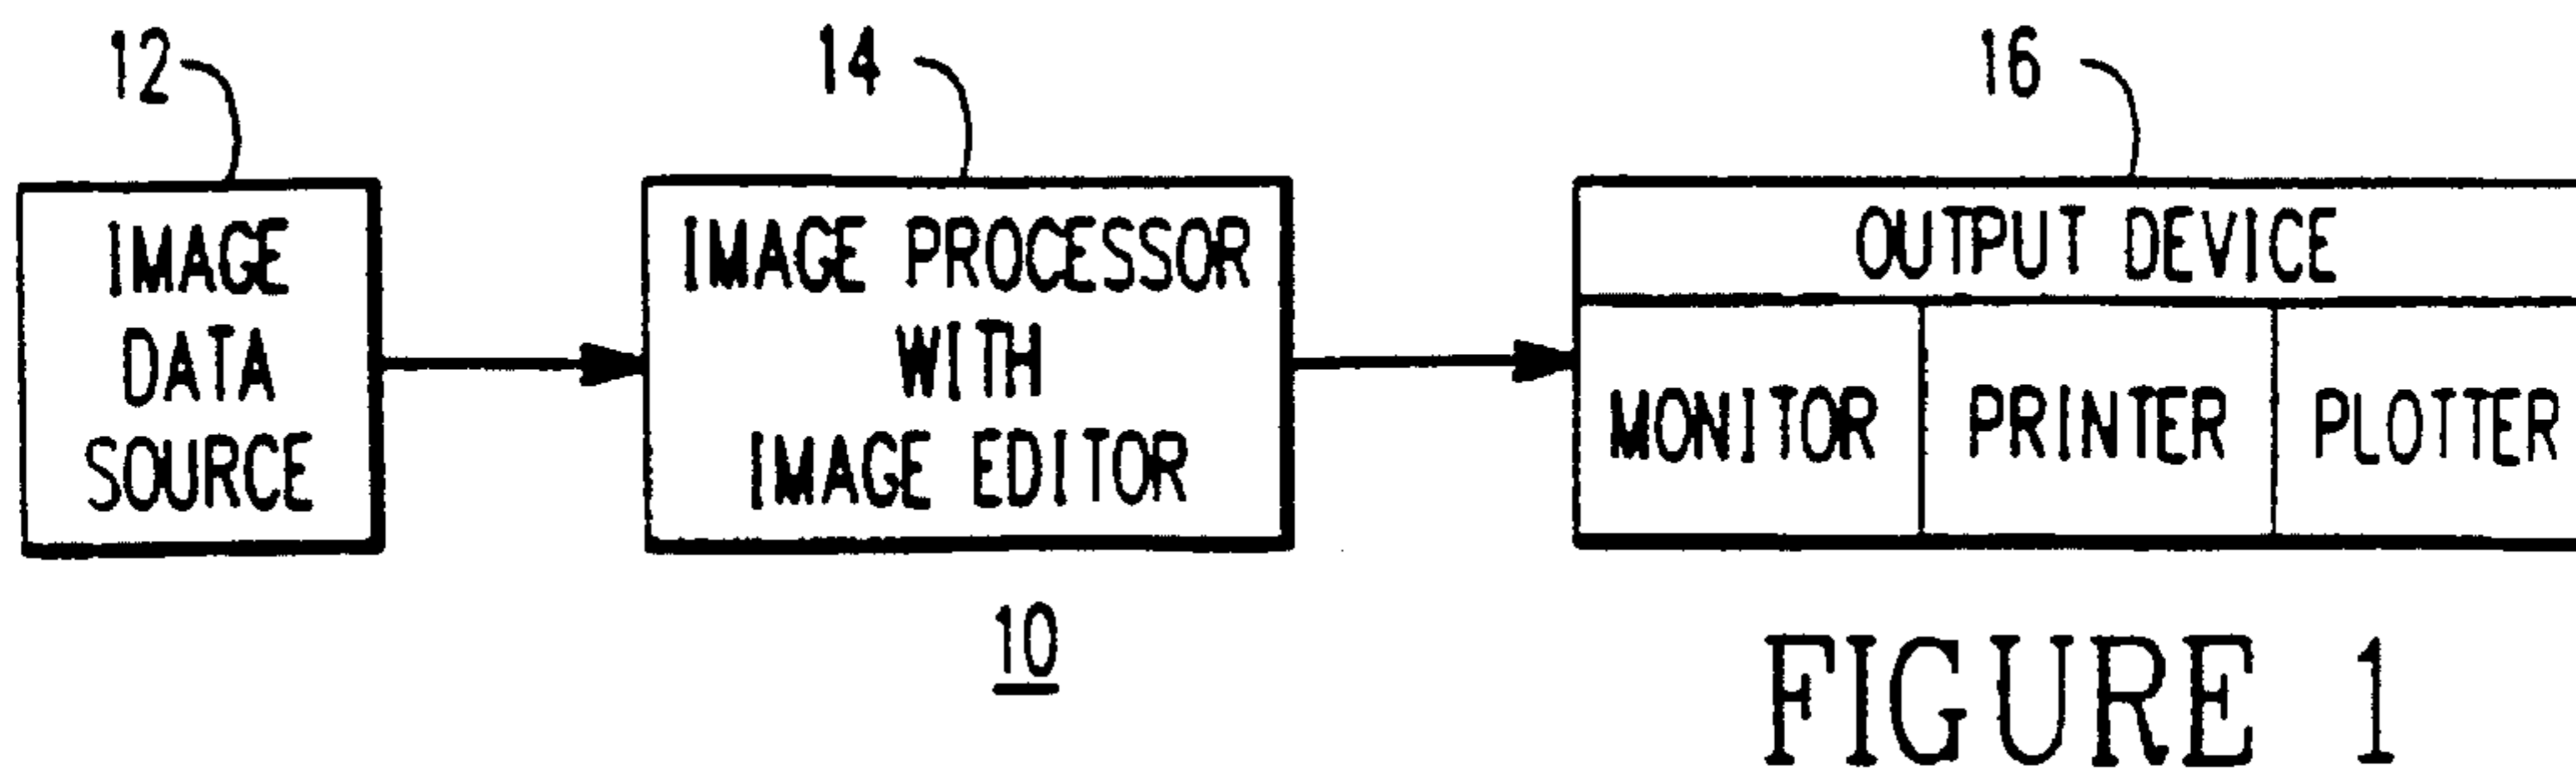 12
14
16
IMAGE
DATA
SOURCE
IMAGE PROCESSOR
WITH
IMAGE EDITOR
OUTPUT DEVICE
MONITOR
PRINTER
PLOTTER
10
FIGURE 1